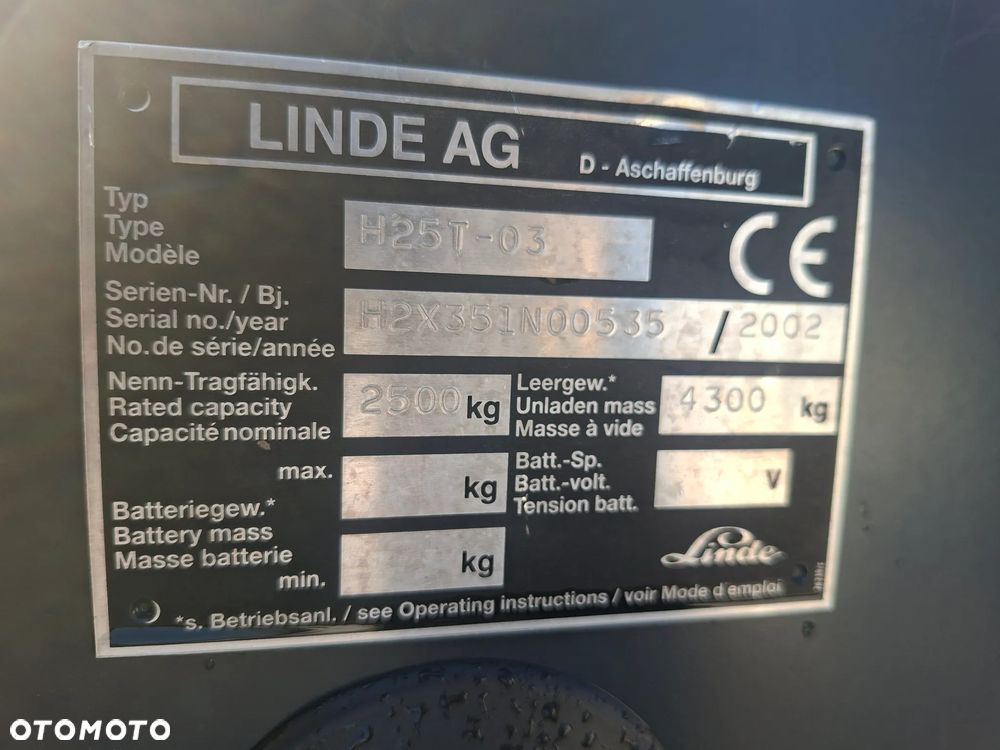 LINDE AG D - Aschaffenburg
Typ
Type
Modèle
H25T-03
CE
Serien-Nr. / Bj.
Serial no./year
No.de série/année
H2X351N00535 / 2002
Nenn-Tragfähigk.
Rated capacity
Capacité nominale
2500 kg
Leergew.*
Unladen mass
Masse à vide
4300 kg
max.
kg
Batt.-Sp.
Batt.-volt.
Tension batt.
V
Batteriegew.*
Battery mass
Masse batterie
min.
kg
Linde
*s. Betriebsanl. / see Operating instructions / voir Mode d'emploi
OTOMOTO